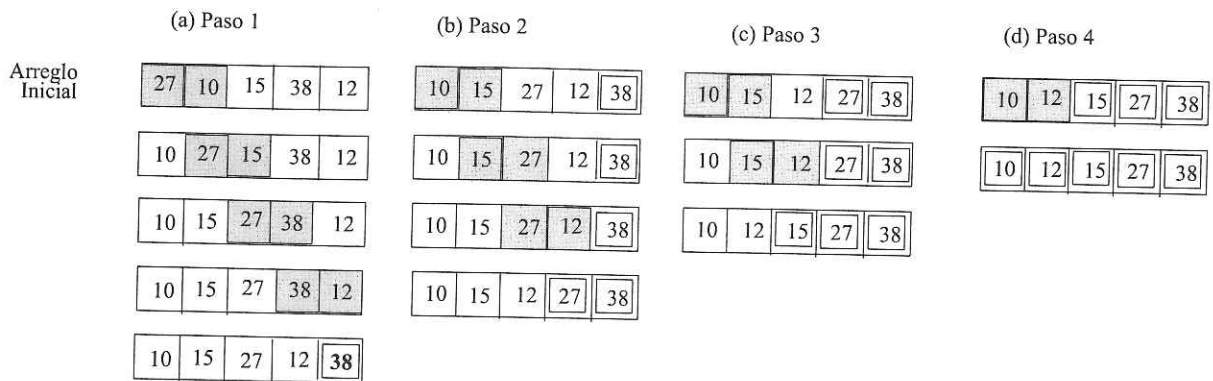 (a) Paso 1
Arreglo
Inicial
27 10 15 38 12
10 27 15 38 12
10 15 27 38 12
10 15 27 38 12
10 15 27 12 38
(b) Paso 2
10 15 27 12 38
10 15 27 12 38
10 15 27 12 38
10 15 12 27 38
(c) Paso 3
10 15 12 27 38
10 15 12 27 38
10 12 15 27 38
(d) Paso 4
10 12 15 27 38
10 12 15 27 38